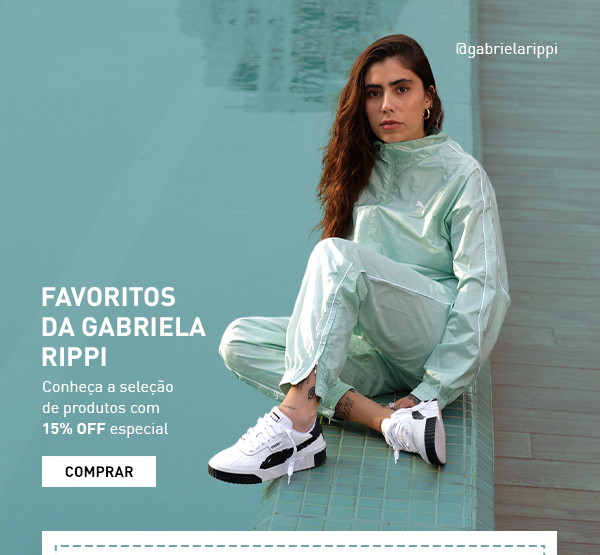 @gabrielarippi
FAVORITOS
DA GABRIELA
RIPPI
Conheça a seleção
de produtos com
15% OFF especial
COMPRAR